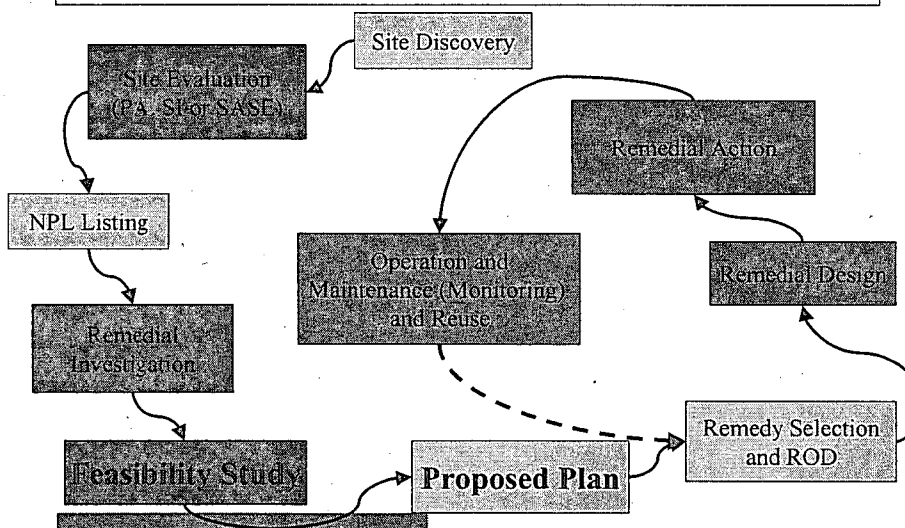 Site Discovery
Site Evaluation
(PA, SI or SASE)
NPL Listing
Remedial
Investigation
Feasibility Study
Proposed Plan
Remedy Selection
and ROD
Remedial Design
Remedial Action
Operation and
Maintenance (Monitoring)
and Reuse